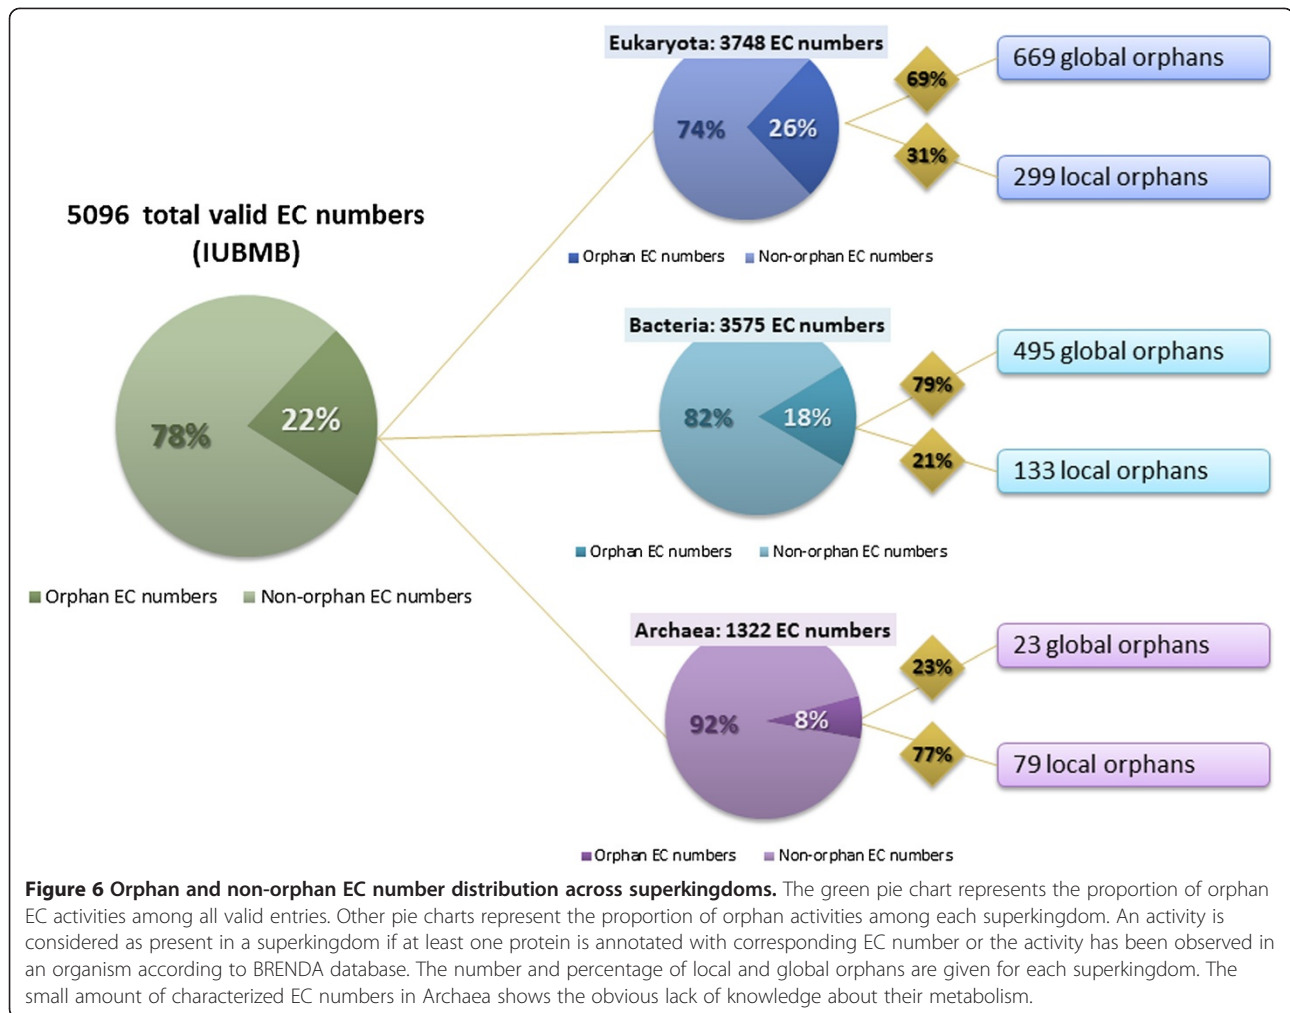 5096 total valid EC numbers
(IUBMB)
78%
22%
Orphan EC numbers
Non-orphan EC numbers
Eukaryota: 3748 EC numbers
74%
26%
69%
31%
669 global orphans
299 local orphans
Orphan EC numbers
Non-orphan EC numbers
Bacteria: 3575 EC numbers
82%
18%
79%
21%
495 global orphans
133 local orphans
Orphan EC numbers
Non-orphan EC numbers
Archaea: 1322 EC numbers
92%
8%
23%
77%
23 global orphans
79 local orphans
Orphan EC numbers
Non-orphan EC numbers
Figure 6 Orphan and non-orphan EC number distribution across superkingdoms. The green pie chart represents the proportion of orphan
EC activities among all valid entries. Other pie charts represent the proportion of orphan activities among each superkingdom. An activity is
considered as present in a superkingdom if at least one protein is annotated with corresponding EC number or the activity has been observed in
an organism according to BRENDA database. The number and percentage of local and global orphans are given for each superkingdom. The
small amount of characterized EC numbers in Archaea shows the obvious lack of knowledge about their metabolism.